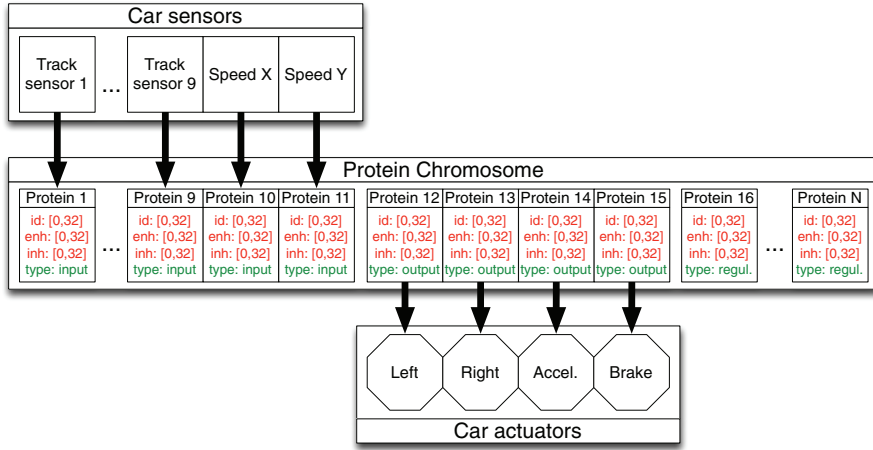 Car sensors
Track sensor 1
...
Track sensor 9
Speed X
Speed Y
Protein Chromosome
Protein 1
id: [0,32]
enh: [0,32]
inh: [0,32]
type: input
...
Protein 9
id: [0,32]
enh: [0,32]
inh: [0,32]
type: input
Protein 10
id: [0,32]
enh: [0,32]
inh: [0,32]
type: input
Protein 11
id: [0,32]
enh: [0,32]
inh: [0,32]
type: input
Protein 12
id: [0,32]
enh: [0,32]
inh: [0,32]
type: output
Protein 13
id: [0,32]
enh: [0,32]
inh: [0,32]
type: output
Protein 14
id: [0,32]
enh: [0,32]
inh: [0,32]
type: output
Protein 15
id: [0,32]
enh: [0,32]
inh: [0,32]
type: output
Protein 16
id: [0,32]
enh: [0,32]
inh: [0,32]
type: regul.
...
Protein N
id: [0,32]
enh: [0,32]
inh: [0,32]
type: regul.
Left
Right
Accel.
Brake
Car actuators